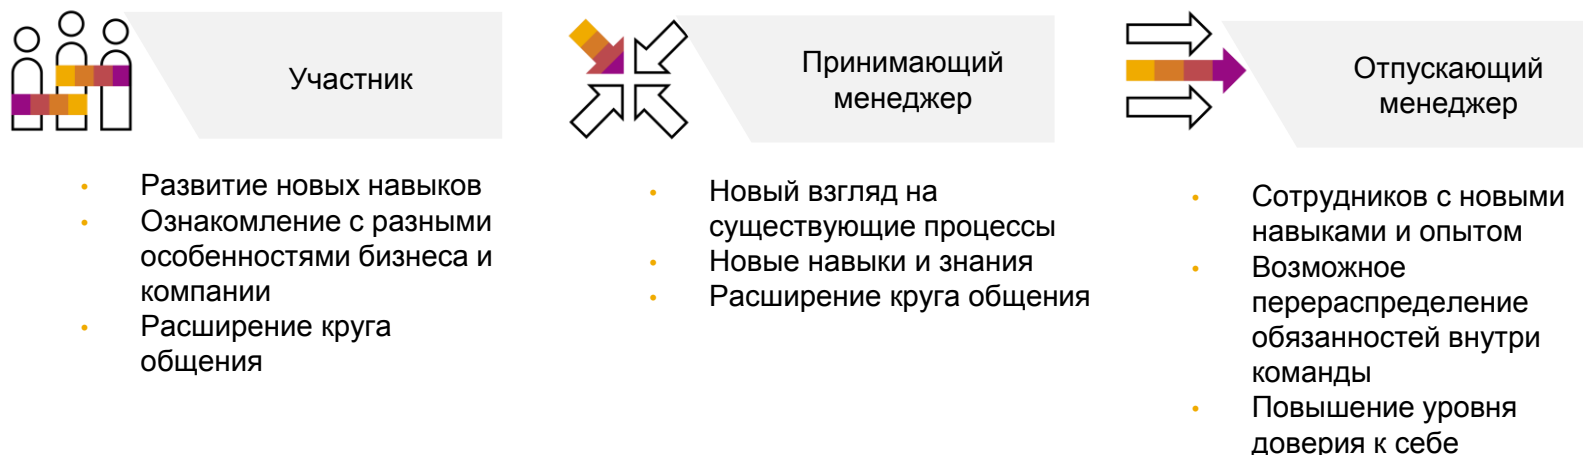 Участник
• Развитие новых навыков
• Ознакомление с разными
особенностями бизнеса и
компании
• Расширение круга
общения
Принимающий
менеджер
• Новый взгляд на
существующие процессы
• Новые навыки и знания
• Расширение круга общения
Отпускающий
менеджер
• Сотрудников с новыми
навыками и опытом
• Возможное
перераспределение
обязанностей внутри
команды
• Повышение уровня
доверия к себе